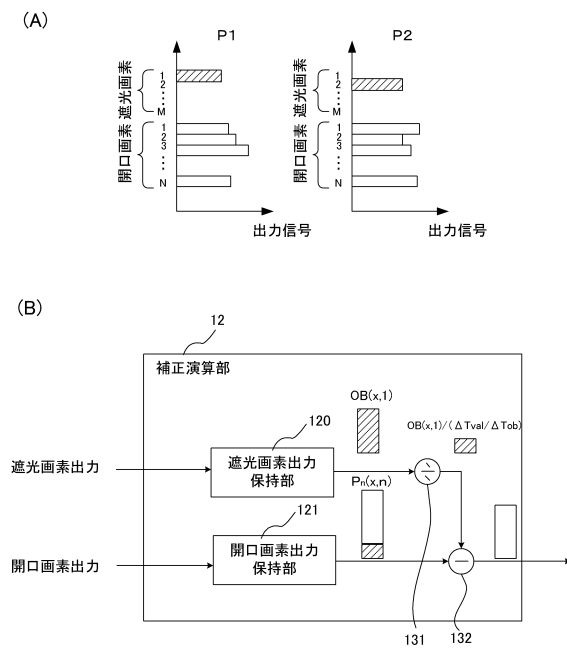 (A)
P1
遮光画素
1
2
M
開口画素
1
2
3
N
出力信号
P2
遮光画素
1
2
M
開口画素
1
2
3
N
出力信号
(B)
12
補正演算部
OB(x,1)
OB(x,1)/(ΔTval/ΔTob)
120
遮光画素出力
遮光画素出力
保持部
Pn(x,n)
121
開口画素出力
開口画素出力
保持部
131
132